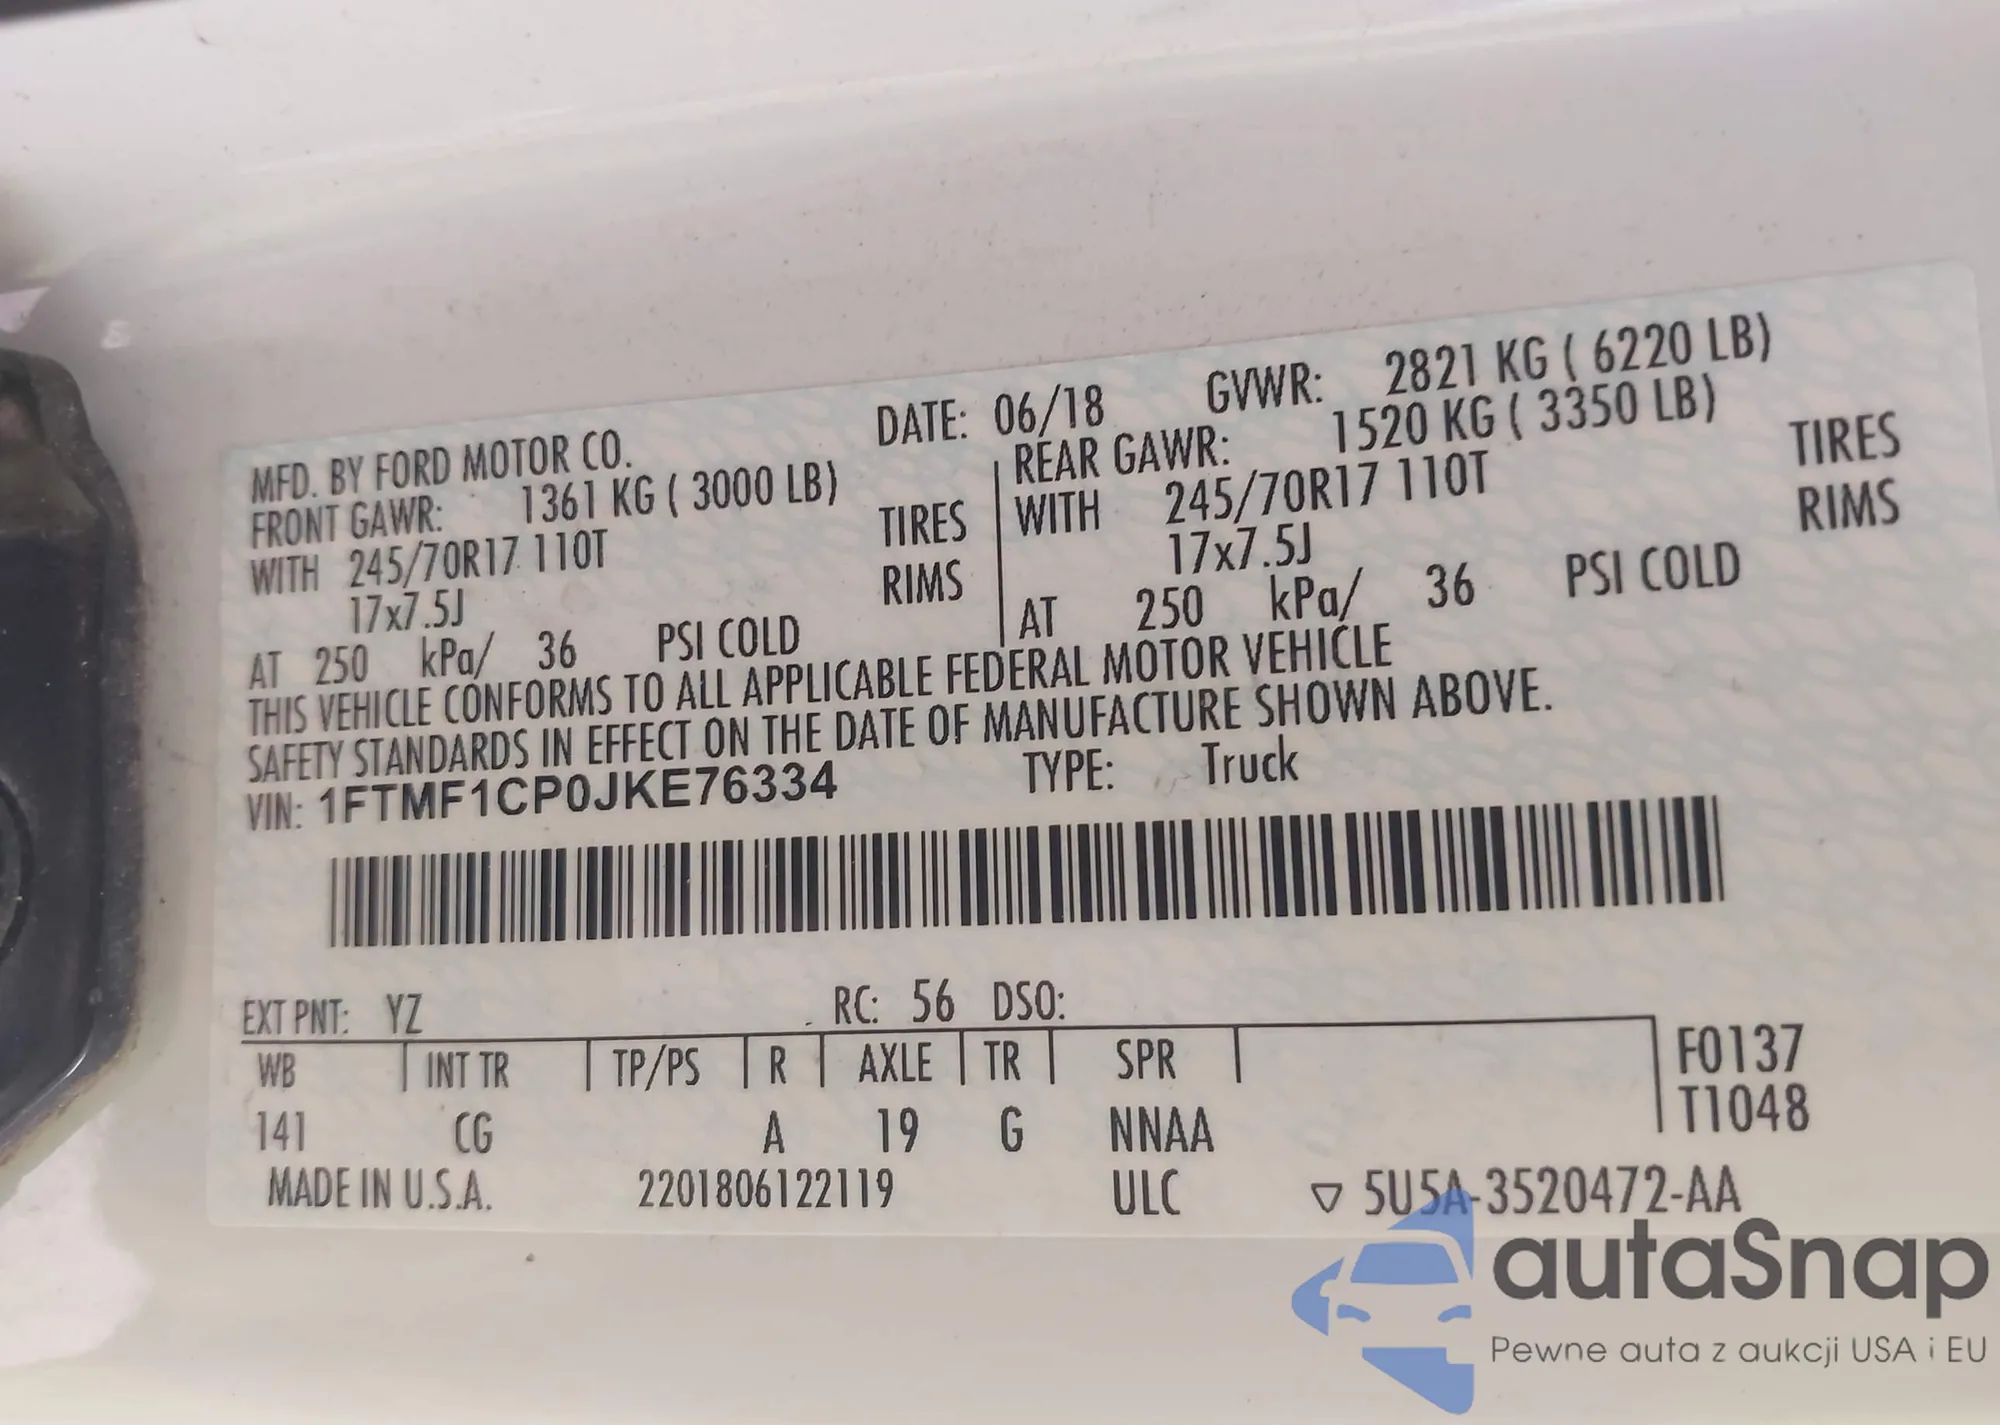 MFD. BY FORD MOTOR CO. DATE: 06/18 GVWR: 2821 KG ( 6220 LB)
FRONT GAWR: 1361 KG ( 3000 LB) REAR GAWR: 1520 KG ( 3350 LB)
WITH 245/70R17 110T TIRES WITH 245/70R17 110T TIRES
17x7.5J RIMS 17x7.5J RIMS
AT 250 kPa/ 36 PSI COLD AT 250 kPa/ 36 PSI COLD
THIS VEHICLE CONFORMS TO ALL APPLICABLE FEDERAL MOTOR VEHICLE
SAFETY STANDARDS IN EFFECT ON THE DATE OF MANUFACTURE SHOWN ABOVE.
VIN: 1FTMF1CP0JKE76334 TYPE: Truck
EXT PNT: YZ RC: 56 DSO:
WB INT TR TP/PS R AXLE TR SPR F0137
141 CG A 19 G NNAA T1048
MADE IN U.S.A. 2201806122119 ULC ▽ 5U5A-3520472-AA
autaSnap
Pewne auta z aukcji USA i EU